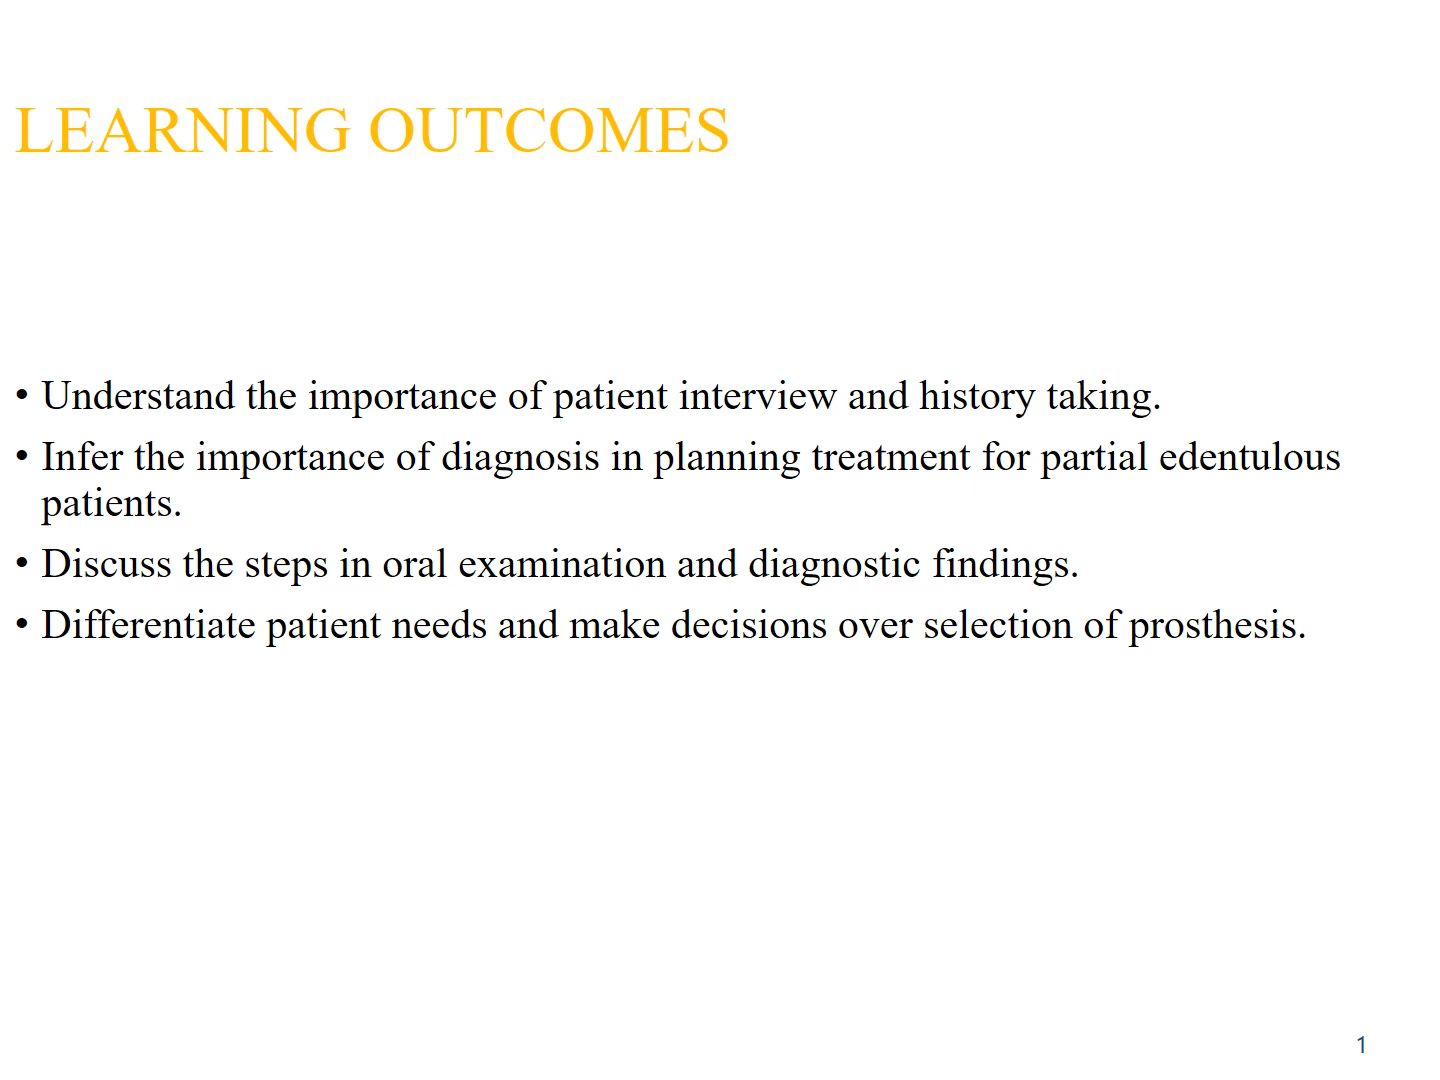 LEARNING OUTCOMES
• Understand the importance of patient interview and history taking.
• Infer the importance of diagnosis in planning treatment for partial edentulous
patients.
• Discuss the steps in oral examination and diagnostic findings.
• Differentiate patient needs and make decisions over selection of prosthesis.
1